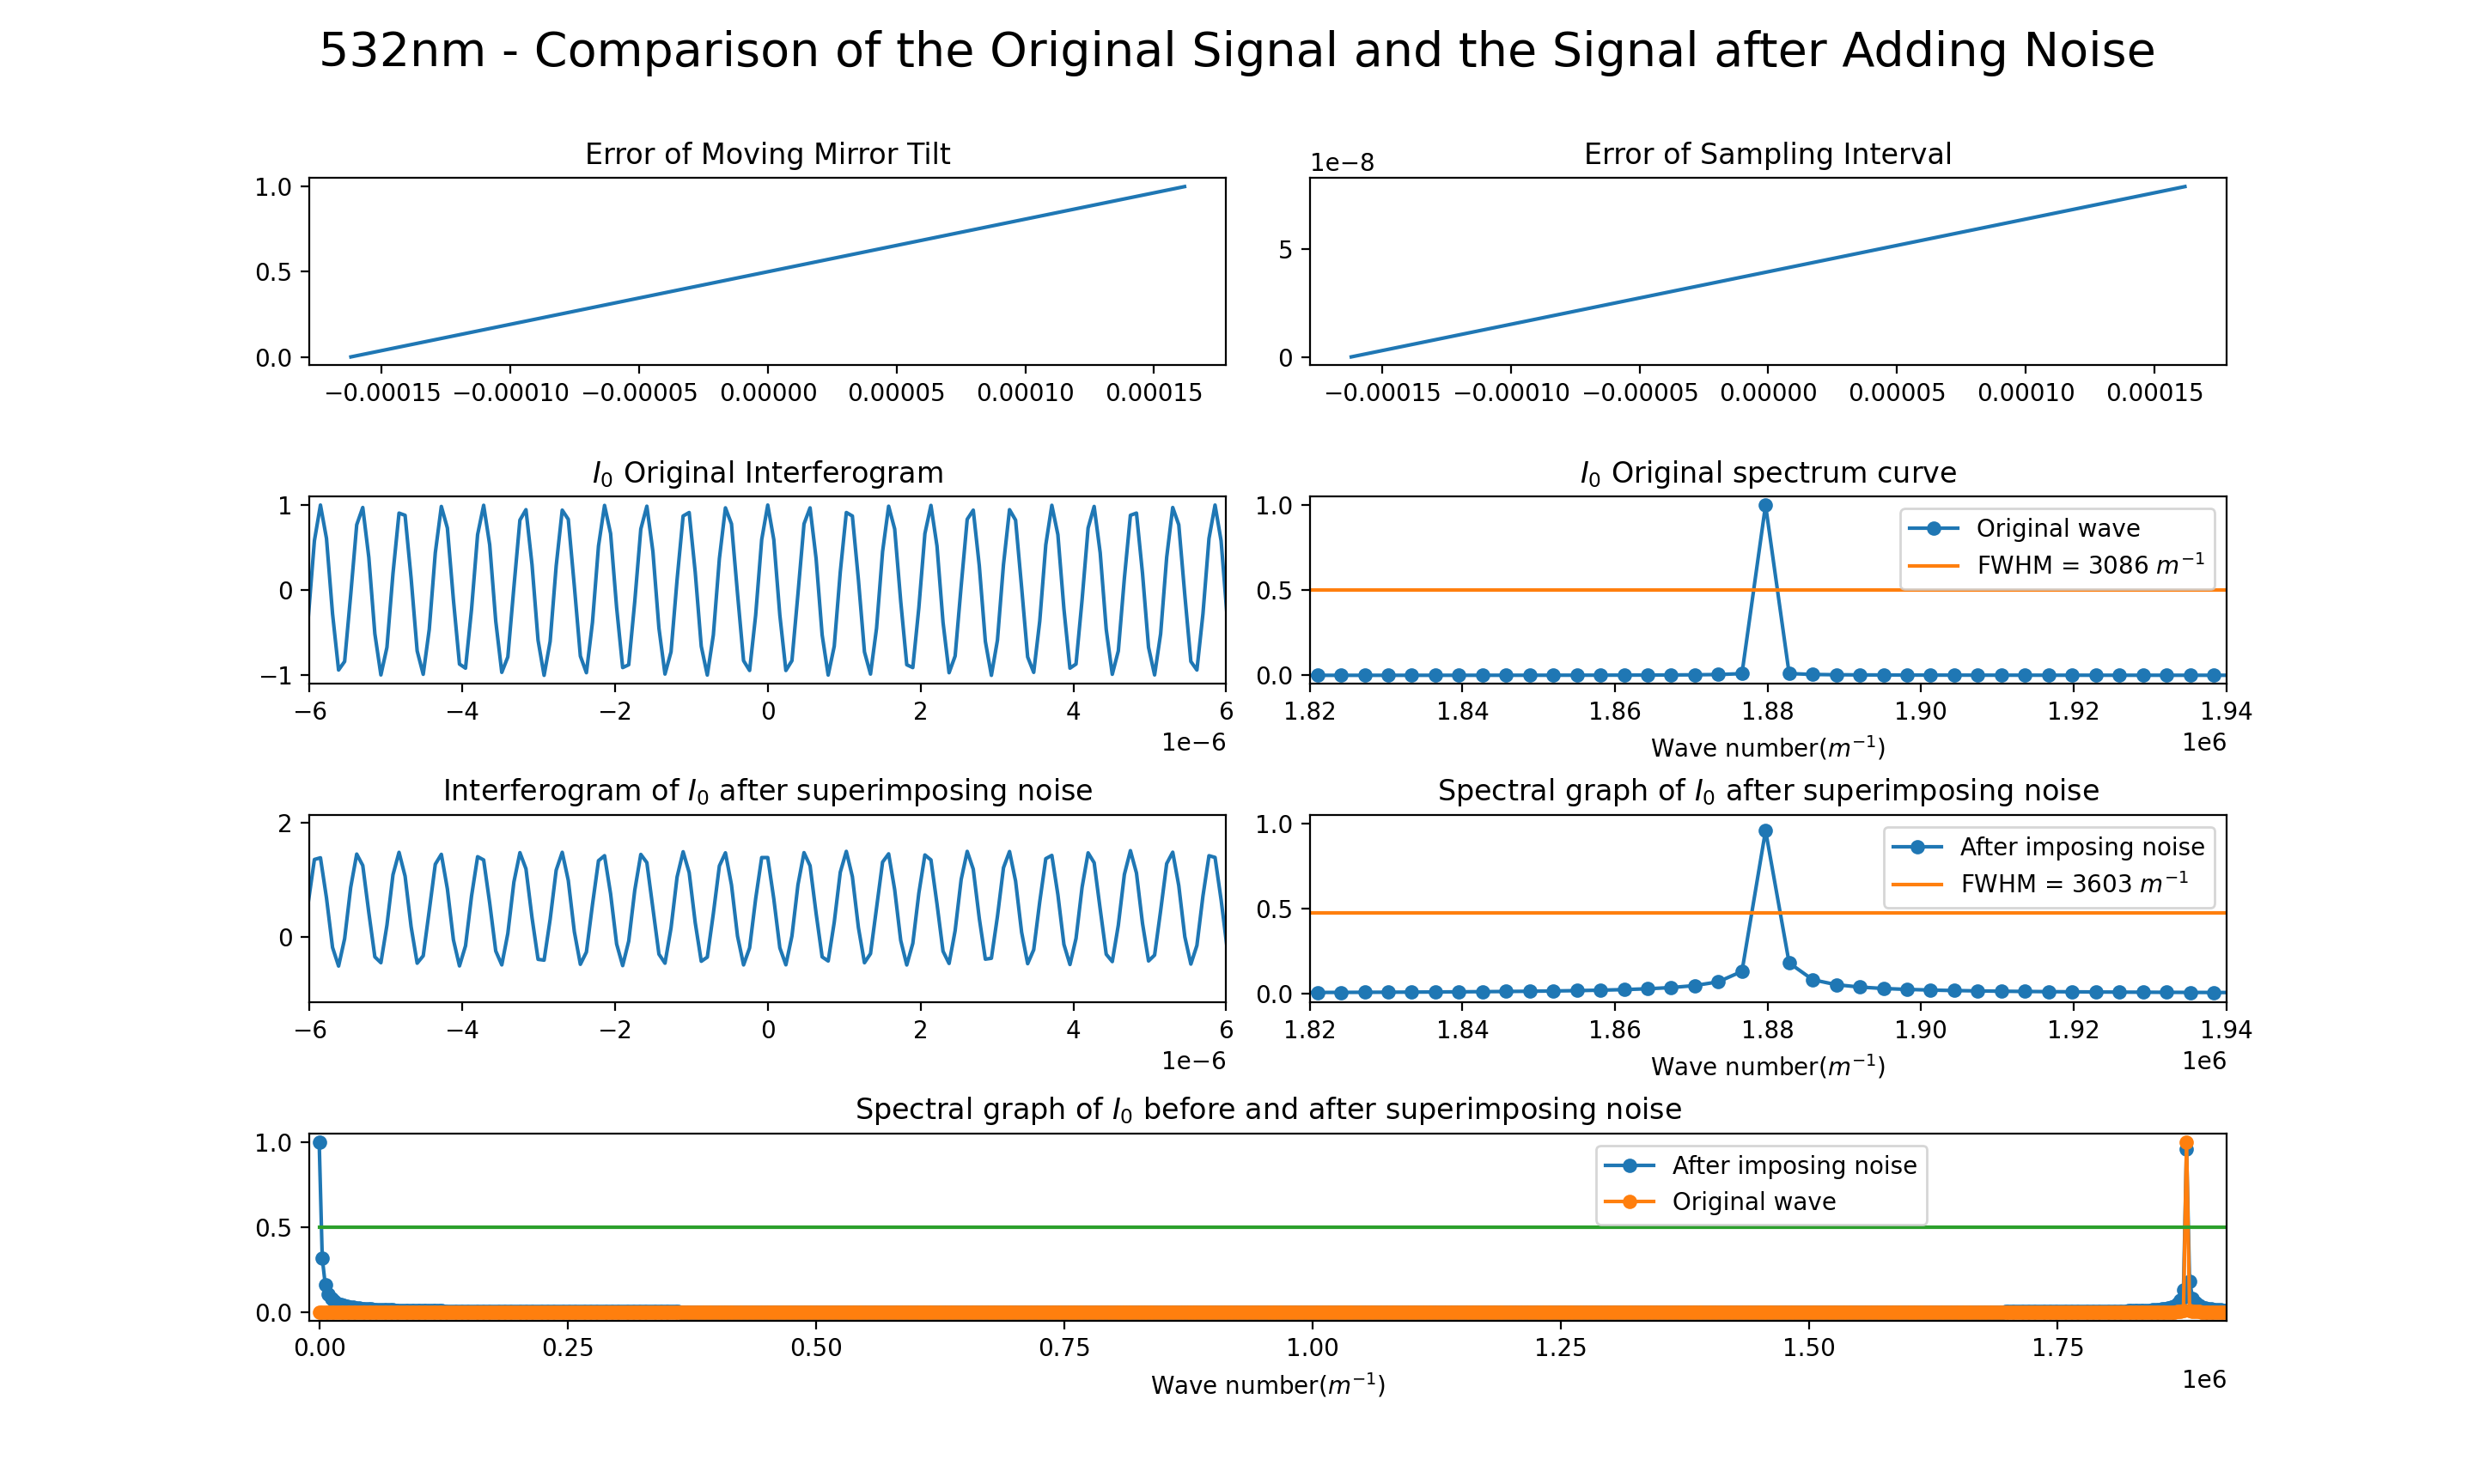 532nm - Comparison of the Original Signal and the Signal after Adding Noise
Error of Moving Mirror Tilt
1.0
0.5
0.0
−0.00015 −0.00010 −0.00005 0.00000 0.00005 0.00010 0.00015
Error of Sampling Interval
1e−8
5
0
−0.00015 −0.00010 −0.00005 0.00000 0.00005 0.00010 0.00015
I₀ Original Interferogram
1
0
−1
−6 −4 −2 0 2 4 6
1e−6
I₀ Original spectrum curve
1.0
0.5
0.0
Original wave
FWHM = 3086 m⁻¹
1.82 1.84 1.86 1.88 1.90 1.92 1.94
Wave number(m⁻¹)
1e6
Interferogram of I₀ after superimposing noise
2
0
−6 −4 −2 0 2 4 6
1e−6
Spectral graph of I₀ after superimposing noise
1.0
0.5
0.0
After imposing noise
FWHM = 3603 m⁻¹
1.82 1.84 1.86 1.88 1.90 1.92 1.94
Wave number(m⁻¹)
1e6
Spectral graph of I₀ before and after superimposing noise
1.0
0.5
0.0
After imposing noise
Original wave
0.00 0.25 0.50 0.75 1.00 1.25 1.50 1.75
Wave number(m⁻¹)
1e6